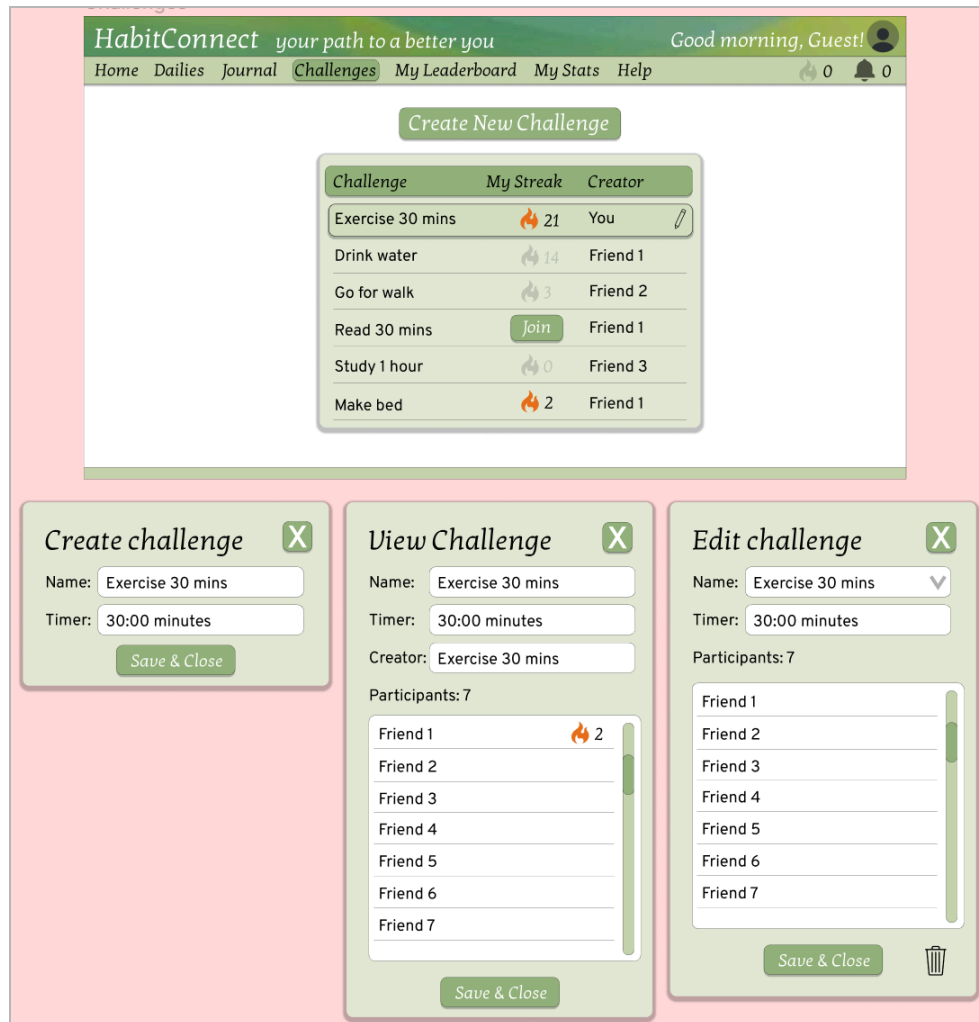 Challenges
HabitConnect your path to a better you Good morning, Guest!
Home Dailies Journal Challenges My Leaderboard My Stats Help 0 0
Create New Challenge
Challenge My Streak Creator
Exercise 30 mins 21 You
Drink water 14 Friend 1
Go for walk 3 Friend 2
Read 30 mins Join Friend 1
Study 1 hour 0 Friend 3
Make bed 2 Friend 1
Create challenge X
Name: Exercise 30 mins
Timer: 30:00 minutes
Save & Close
View Challenge X
Name: Exercise 30 mins
Timer: 30:00 minutes
Creator: Exercise 30 mins
Participants: 7
Friend 1 2
Friend 2
Friend 3
Friend 4
Friend 5
Friend 6
Friend 7
Save & Close
Edit challenge X
Name: Exercise 30 mins
Timer: 30:00 minutes
Participants: 7
Friend 1
Friend 2
Friend 3
Friend 4
Friend 5
Friend 6
Friend 7
Save & Close